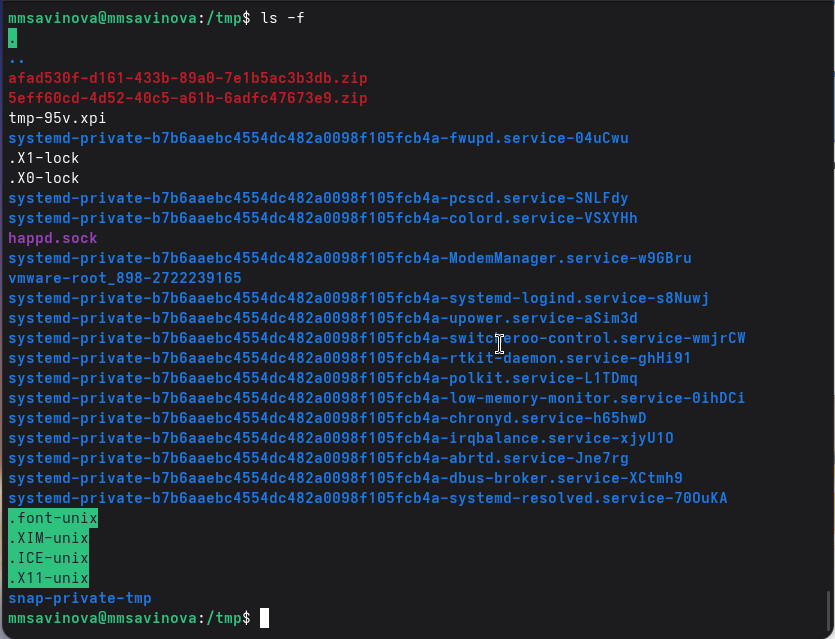 mmsavinova@mmsavinova:/tmp$ ls -f
.
..
afad530f-d161-433b-89a0-7e1b5ac3b3db.zip
5eff60cd-4d52-40c5-a61b-6adfc47673e9.zip
tmp-95v.xpi
systemd-private-b7b6aaebc4554dc482a0098f105fcb4a-fwupd.service-04uCwu
.X1-lock
.X0-lock
systemd-private-b7b6aaebc4554dc482a0098f105fcb4a-pcscd.service-SNLFdy
systemd-private-b7b6aaebc4554dc482a0098f105fcb4a-colord.service-VSXYHh
happd.sock
systemd-private-b7b6aaebc4554dc482a0098f105fcb4a-ModemManager.service-w9GBru
vmware-root_898-2722239165
systemd-private-b7b6aaebc4554dc482a0098f105fcb4a-systemd-logind.service-s8Nuwj
systemd-private-b7b6aaebc4554dc482a0098f105fcb4a-upower.service-aSim3d
systemd-private-b7b6aaebc4554dc482a0098f105fcb4a-switcheroo-control.service-wmjrCW
systemd-private-b7b6aaebc4554dc482a0098f105fcb4a-rtkit-daemon.service-ghHi91
systemd-private-b7b6aaebc4554dc482a0098f105fcb4a-polkit.service-L1TDmq
systemd-private-b7b6aaebc4554dc482a0098f105fcb4a-low-memory-monitor.service-0ihDCi
systemd-private-b7b6aaebc4554dc482a0098f105fcb4a-chronyd.service-h65hwD
systemd-private-b7b6aaebc4554dc482a0098f105fcb4a-irqbalance.service-xjyU1O
systemd-private-b7b6aaebc4554dc482a0098f105fcb4a-abrtd.service-Jne7rg
systemd-private-b7b6aaebc4554dc482a0098f105fcb4a-dbus-broker.service-XCtmh9
systemd-private-b7b6aaebc4554dc482a0098f105fcb4a-systemd-resolved.service-70OuKA
.font-unix
.XIM-unix
.ICE-unix
.X11-unix
snap-private-tmp
mmsavinova@mmsavinova:/tmp$